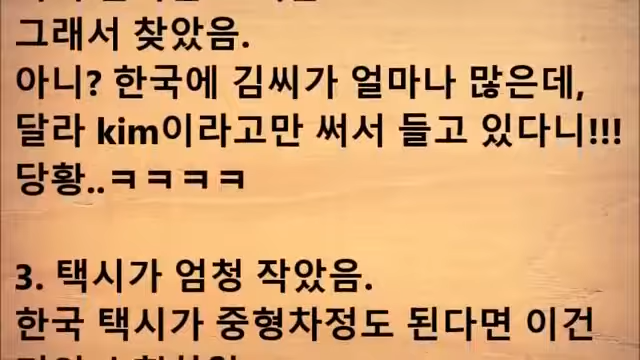 그래서 찾았음.
아니? 한국에 김씨가 얼마나 많은데,
달라 kim이라고만 써서 들고 있다니!!!
당황..ㅋㅋㅋㅋ
3. 택시가 엄청 작았음.
한국 택시가 중형차정도 된다면 이건